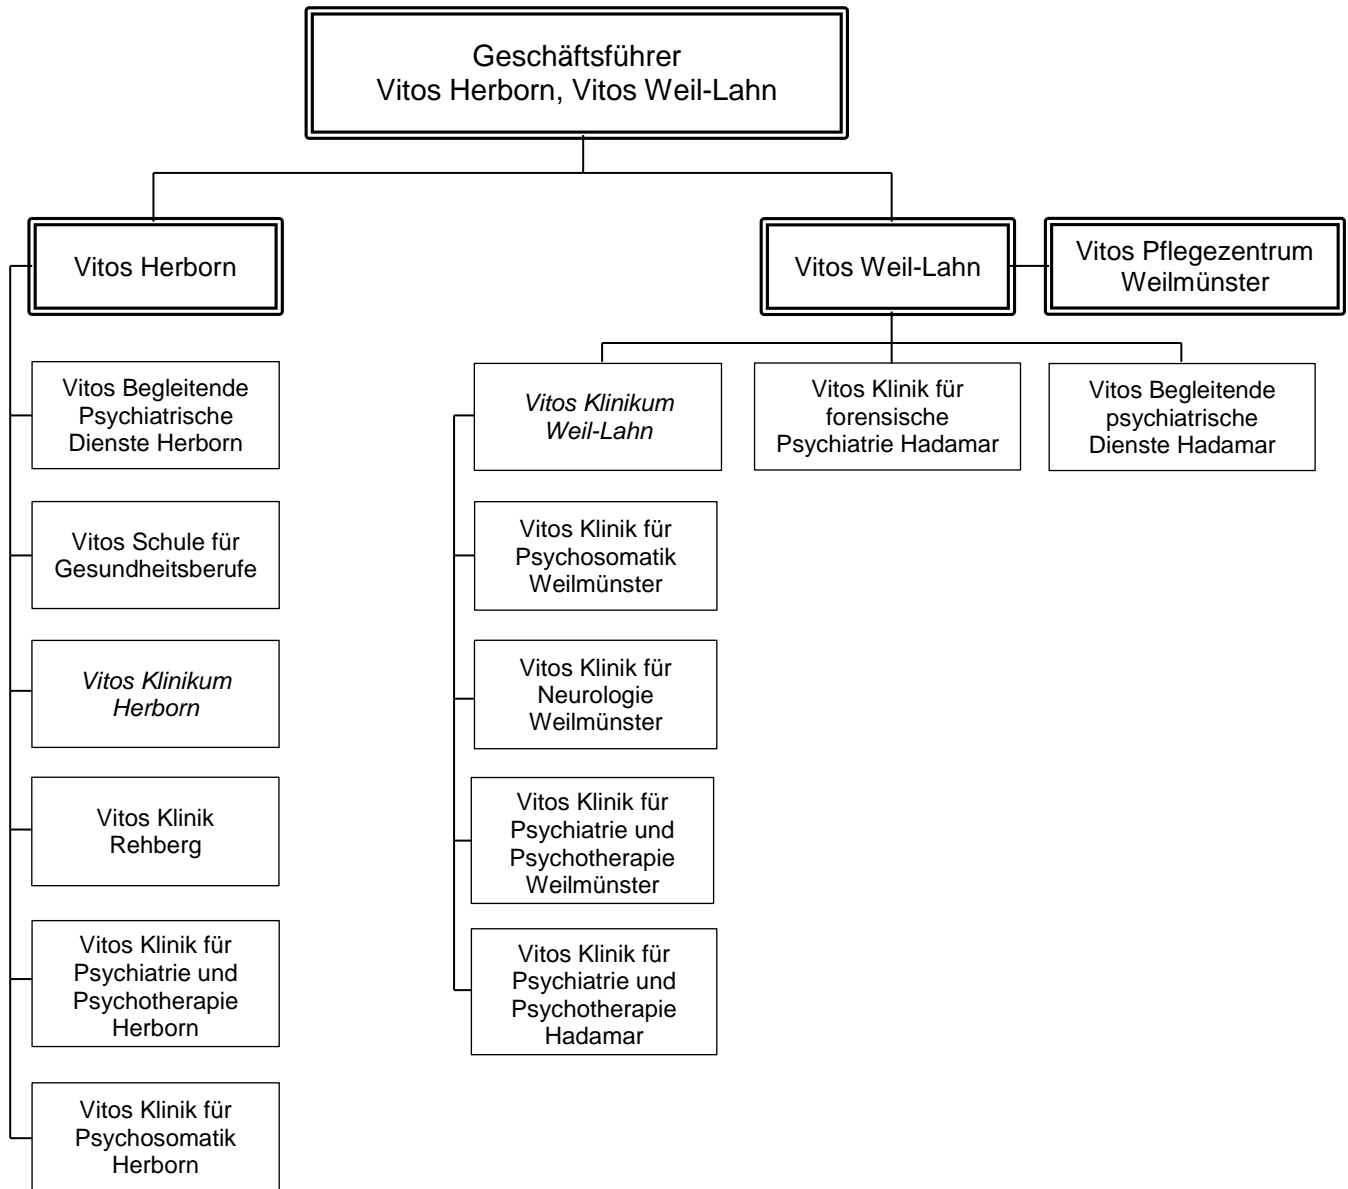 Geschäftsführer
Vitos Herborn, Vitos Weil-Lahn
Vitos Herborn
Vitos Weil-Lahn
Vitos Pflegezentrum
Weilmünster
Vitos Begleitende
Psychiatrische
Dienste Herborn
Vitos Klinikum
Weil-Lahn
Vitos Klinik für
forensische
Psychiatrie Hadamar
Vitos Begleitende
psychiatrische
Dienste Hadamar
Vitos Schule für
Gesundheitsberufe
Vitos Klinik für
Psychosomatik
Weilmünster
Vitos Klinikum
Herborn
Vitos Klinik für
Neurologie
Weilmünster
Vitos Klinik
Rehberg
Vitos Klinik für
Psychiatrie und
Psychotherapie
Weilmünster
Vitos Klinik für
Psychiatrie und
Psychotherapie
Herborn
Vitos Klinik für
Psychiatrie und
Psychotherapie
Hadamar
Vitos Klinik für
Psychosomatik
Herborn